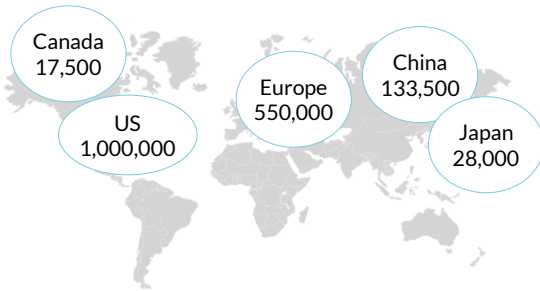 Canada
17,500
US
1,000,000
Europe
550,000
China
133,500
Japan
28,000